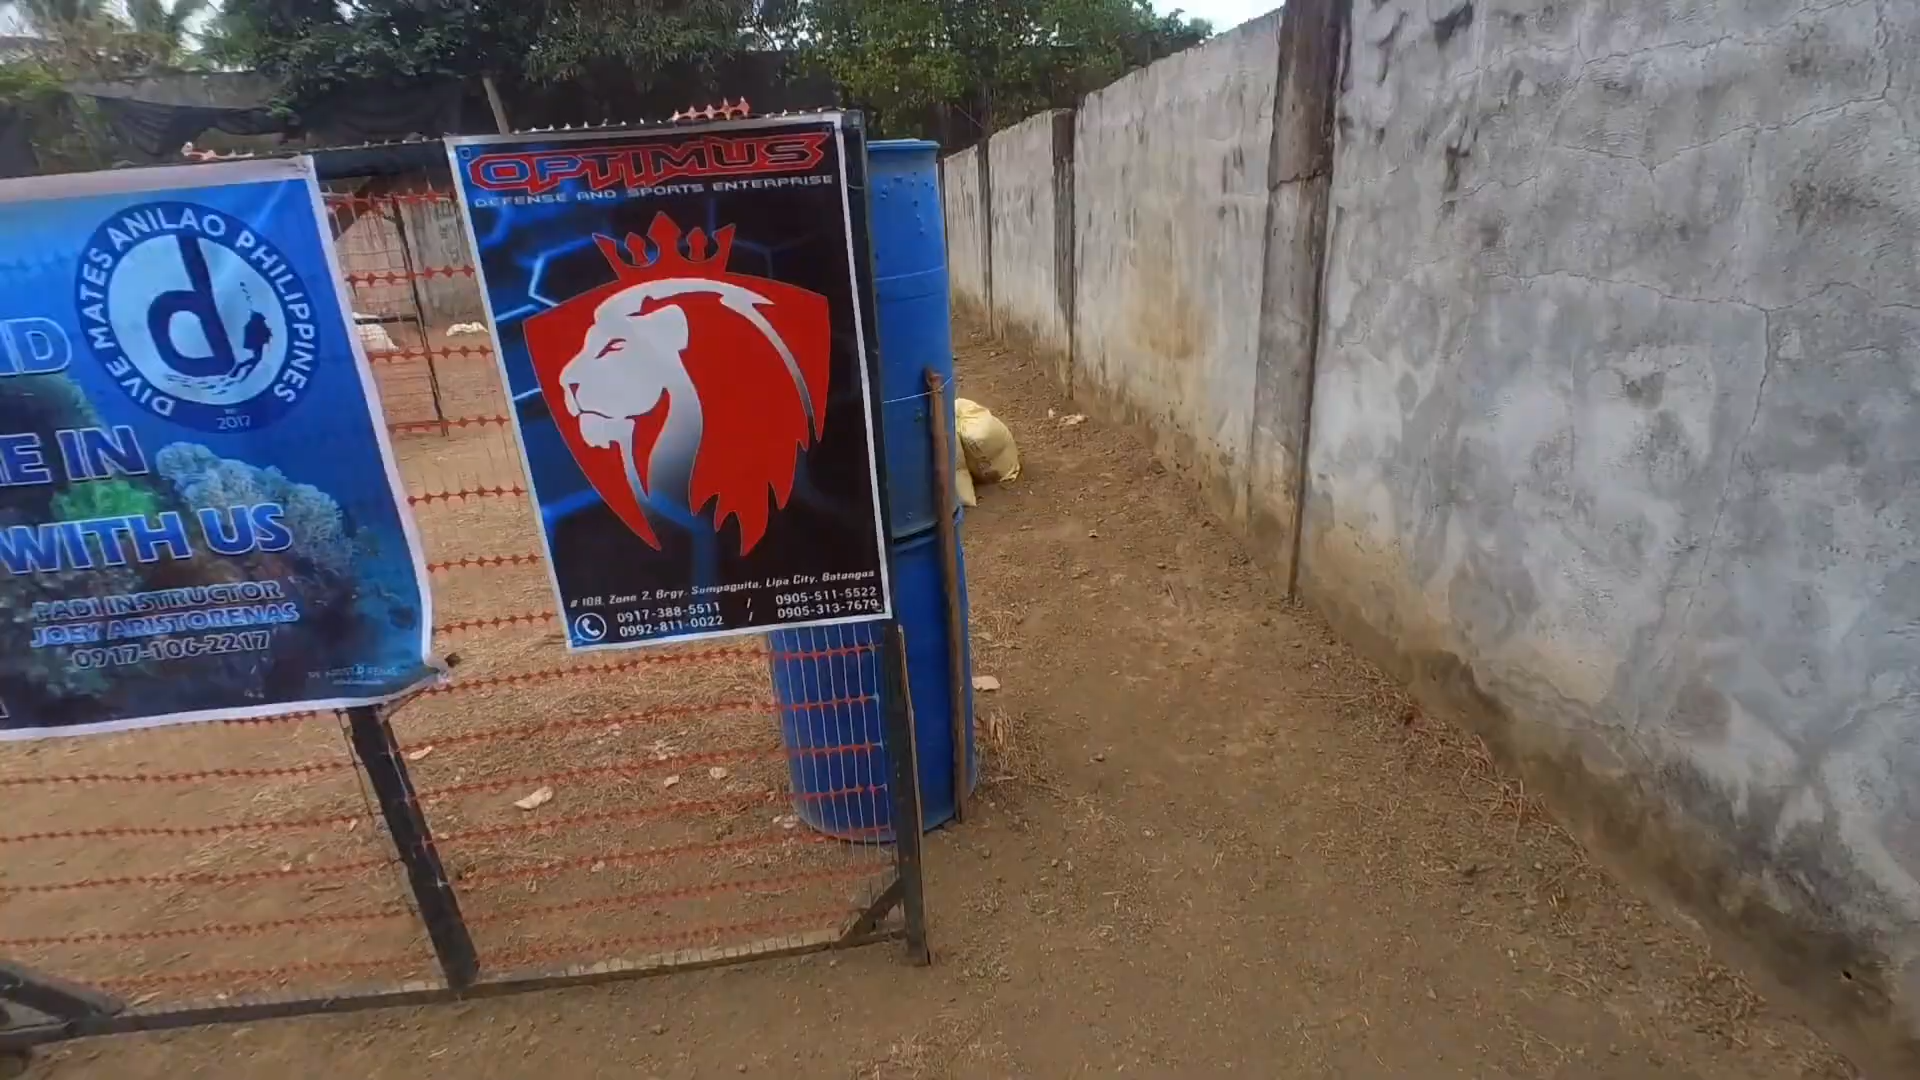 DIVE MATES ANILAO PHILIPPINES
2017
ND
E IN
WITH US
PADI INSTRUCTOR
JOEY ARISTORENAS
0917-106-2217
OPTIMUS
DEFENSE AND SPORTS ENTERPRISE
# 108, Zone 2, Brgy. Sampaguita, Lipa City, Batangas
0917-388-5511 / 0905-511-5522
0992-811-0022 / 0905-313-7679